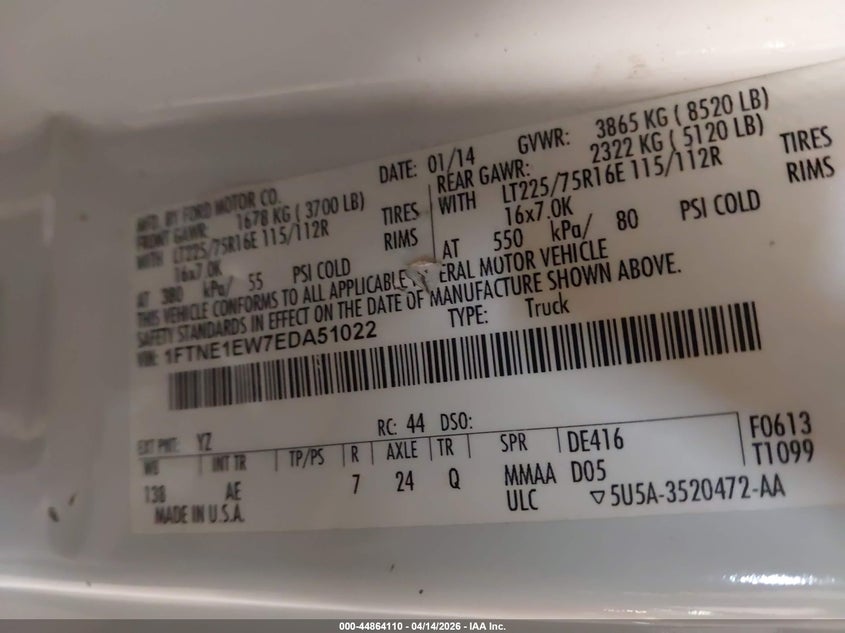 MFD. BY FORD MOTOR CO.
DATE: 01/14
GVWR: 3865 KG ( 8520 LB)
FRONT GAWR: 1678 KG ( 3700 LB)
REAR GAWR: 2322 KG ( 5120 LB)
WITH LT225/75R16E 115/112R TIRES
WITH LT225/75R16E 115/112R TIRES
16x7.0K RIMS
16x7.0K RIMS
AT 380 kPa/ 55 PSI COLD
AT 550 kPa/ 80 PSI COLD
THIS VEHICLE CONFORMS TO ALL APPLICABLE ERAL MOTOR VEHICLE
SAFETY STANDARDS IN EFFECT ON THE DATE OF MANUFACTURE SHOWN ABOVE.
VIN: 1FTNE1EW7EDA51022
TYPE: Truck
EXT PNT: YZ RC: 44 DSO:
WB INT TR TP/PS R AXLE TR SPR DE416 F0613
138 AE 7 24 Q MMAA D05 T1099
MADE IN U.S.A. ULC ▽5U5A-3520472-AA
000-44864110 - 04/14/2026 - IAA Inc.